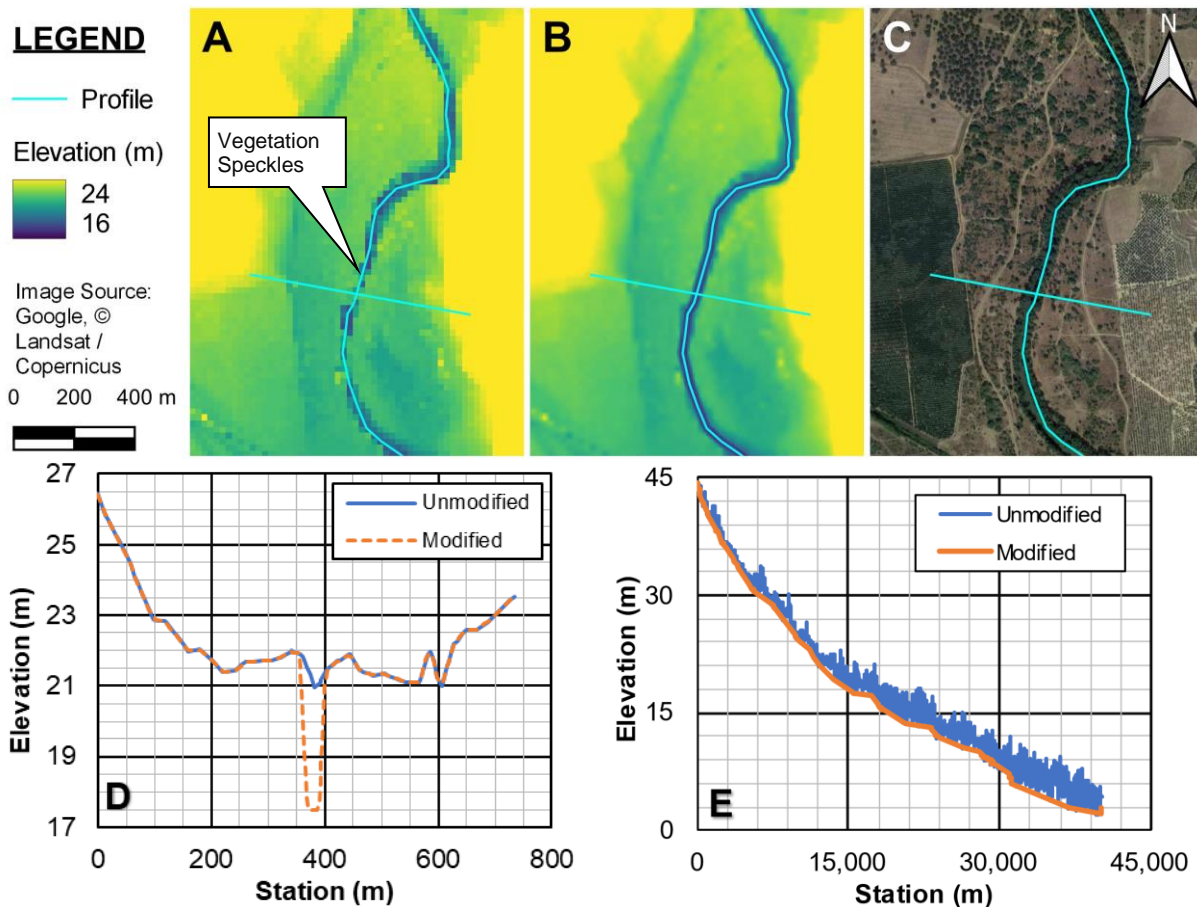 LEGEND
Profile
Elevation (m)
24
16
Image Source:
Google, ©
Landsat /
Copernicus
0 200 400 m
A
Vegetation
Speckles
B
C
N
27
25
23
21
19
17
Elevation (m)
Unmodified
Modified
D
0 200 400 600 800
Station (m)
45
30
15
0
Elevation (m)
Unmodified
Modified
E
0 15,000 30,000 45,000
Station (m)